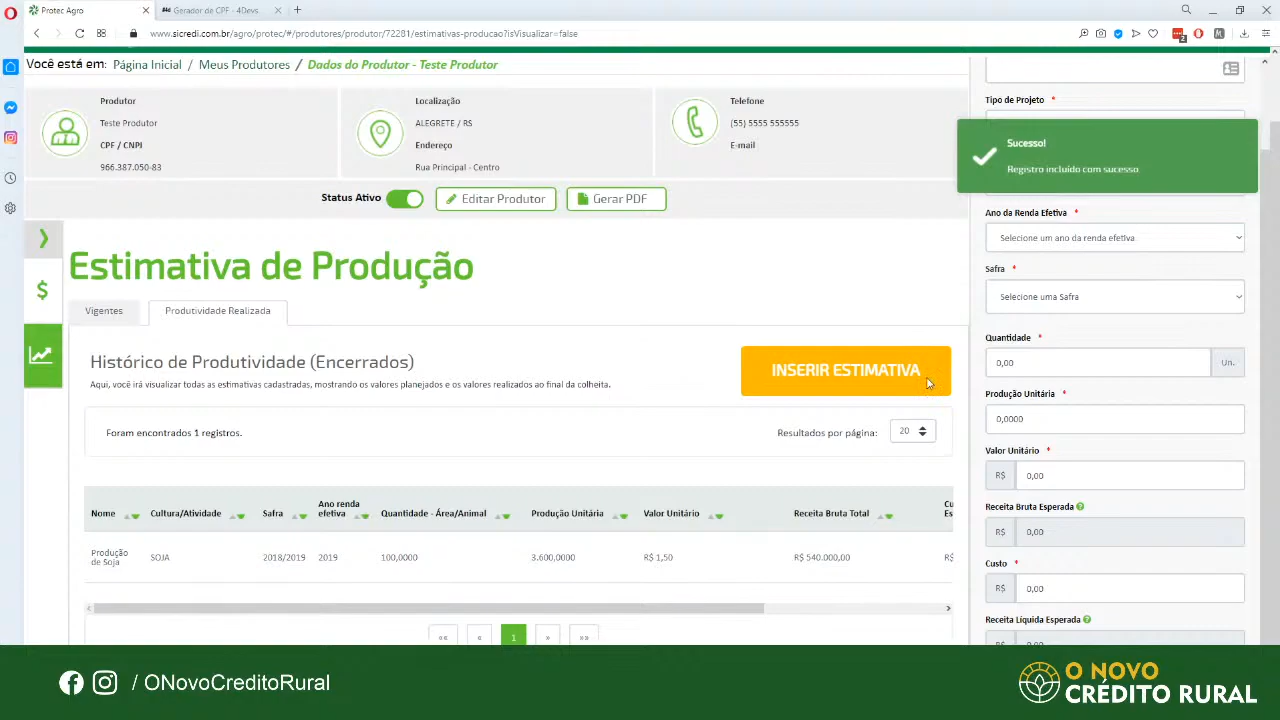 Protec Agro
Gerador de CPF - 4Devs
www.sicredi.com.br/agro/protec/#/produtores/produtor/72281/estimativas-producao?isVisualizar=false
2
Você está em: Página Inicial / Meus Produtores / Dados do Produtor - Teste Produtor
Produtor
Teste Produtor
CPF / CNPJ
966.387.050-83
Localização
ALEGRETE / RS
Endereço
Rua Principal - Centro
Telefone
(55) 5555 555555
E-mail
Status Ativo
Editar Produtor
Gerar PDF
Estimativa de Produção
Vigentes
Produtividade Realizada
Histórico de Produtividade (Encerrados)
Aqui, você irá visualizar todas as estimativas cadastradas, mostrando os valores planejados e os valores realizados ao final da colheita.
INSERIR ESTIMATIVA
Foram encontrados 1 registros.
Resultados por página: 20
Nome Cultura/Atividade Safra Ano renda efetiva Quantidade - Área/Animal Produção Unitária Valor Unitário Receita Bruta Total Cu Es
Produção de Soja SOJA 2018/2019 2019 100,0000 3.600,0000 R$ 1,50 R$ 540.000,00 R$
«« « 1 » »»
Tipo de Projeto *
Sucesso!
Registro incluído com sucesso
Ano da Renda Efetiva *
Selecione um ano da renda efetiva
Safra *
Selecione uma Safra
Quantidade *
0,00 Un.
Produção Unitária *
0,0000
Valor Unitário *
R$ 0,00
Receita Bruta Esperada
R$ 0,00
Custo *
R$ 0,00
Receita Líquida Esperada
R$ 0,00
/ ONovoCreditoRural
O NOVO
CRÉDITO RURAL